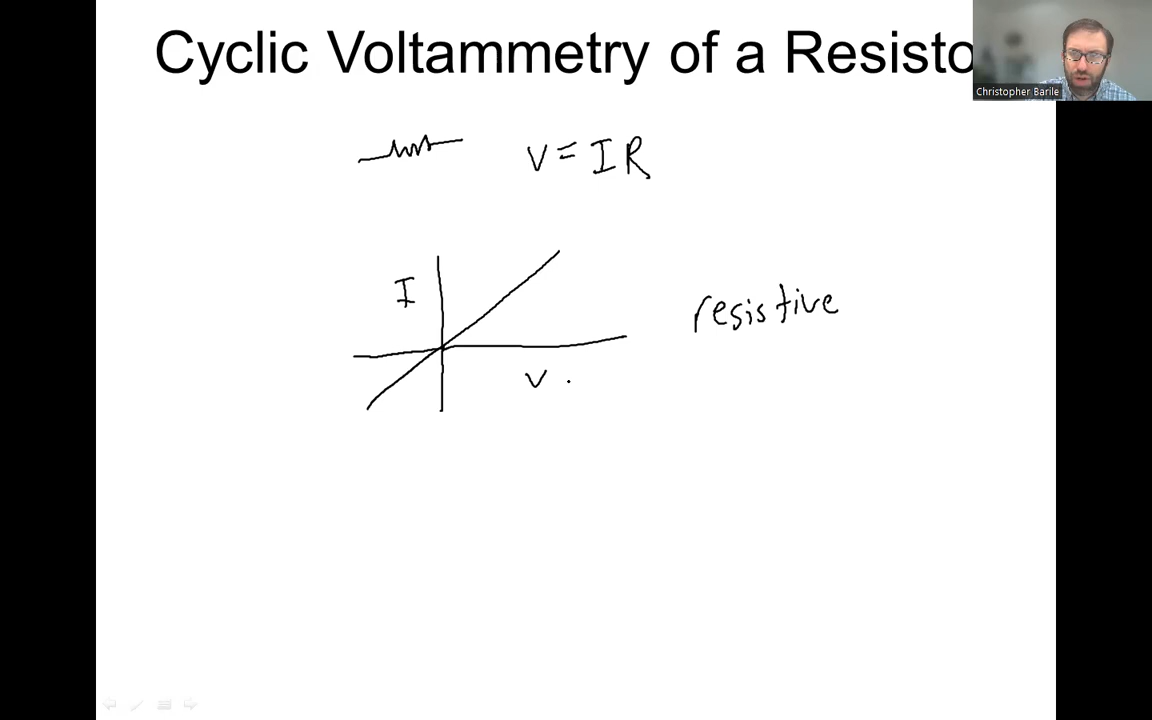 Cyclic Voltammetry of a Resisto
Christopher Barile
V = IR
I
resistive
V